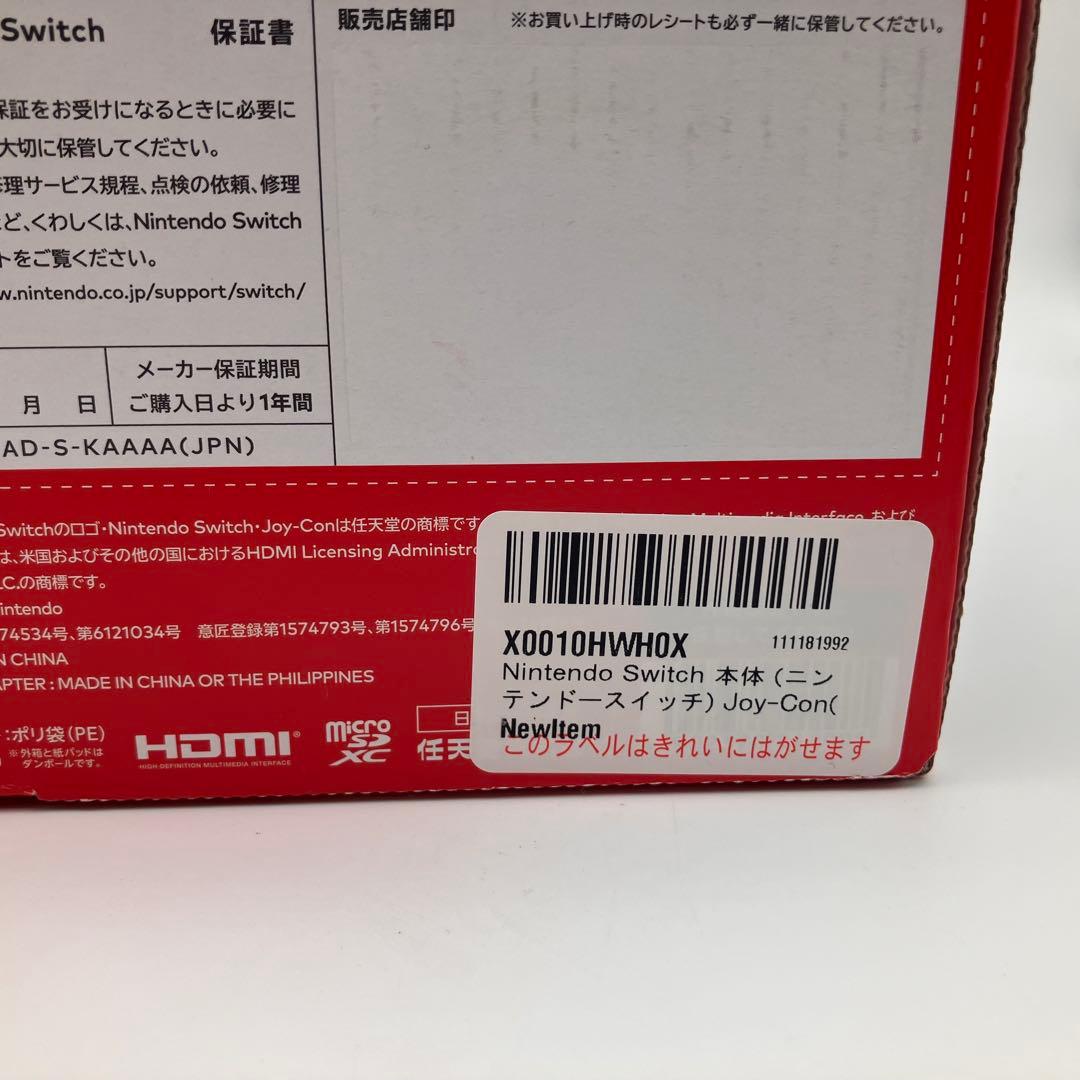 Switch 保証書
保証をお受けになるときに必要に
大切に保管してください。
修理サービス規程、点検の依頼、修理
ど、くわしくは、Nintendo Switch
トをご覧ください。
w.nintendo.co.jp/support/switch/
月 日
メーカー保証期間
ご購入日より1年間
AD-S-KAAAA(JPN)
販売店舗印 ※お買い上げ時のレシートも必ず一緒に保管してください。
Switchのロゴ・Nintendo Switch・Joy-Conは任天堂の商標です
Multimedia Interface、および
は、米国およびその他の国におけるHDMI Licensing Administra
LC.の商標です。
intendo
74534号、第6121034号 意匠登録第1574793号、第1574796号
N CHINA
APTER : MADE IN CHINA OR THE PHILIPPINES
:ポリ袋(PE)
※外箱と紙パッドは
ダンボールです。
HDMI®
HIGH-DEFINITION MULTIMEDIA INTERFACE
micro
SD
XC
日
任天
X0010HWH0X 111181992
Nintendo Switch 本体 (ニン
テンドースイッチ) Joy-Con(
NewItem
このラベルはきれいにはがせます